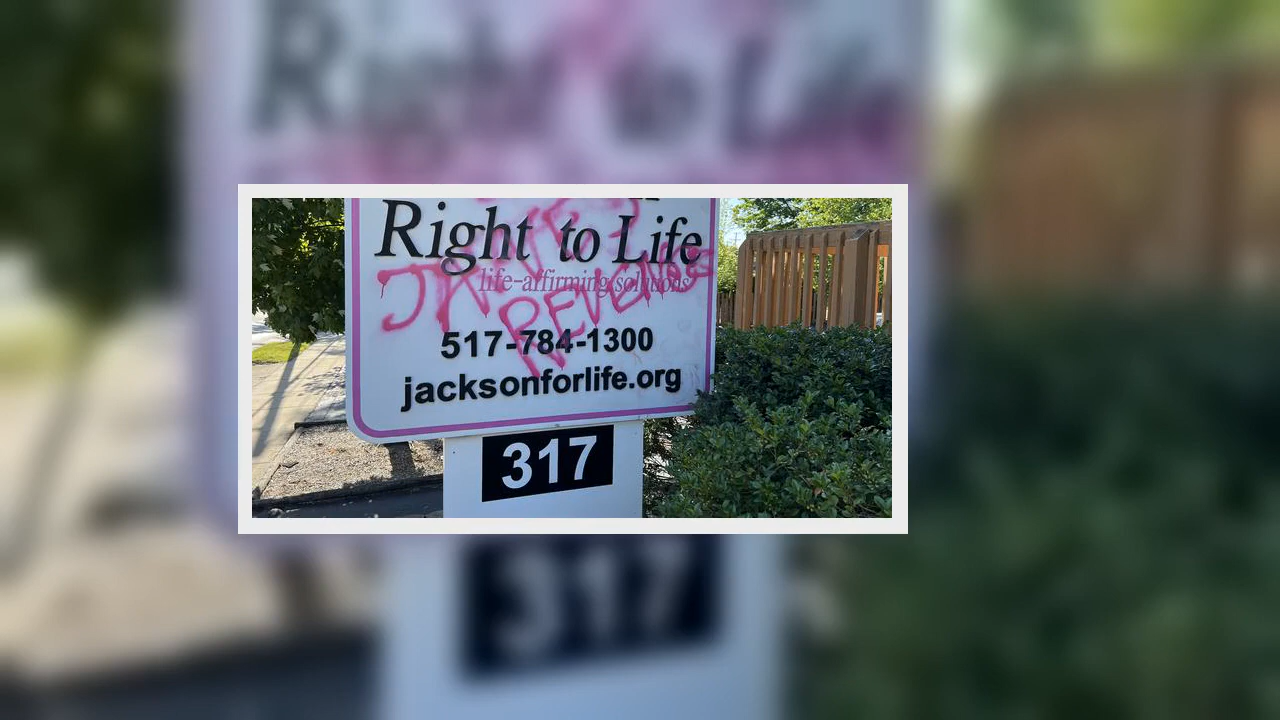 Right to Life
life-affirming solutions
JANE'S
REVENGE
517-784-1300
jacksonforlife.org
317